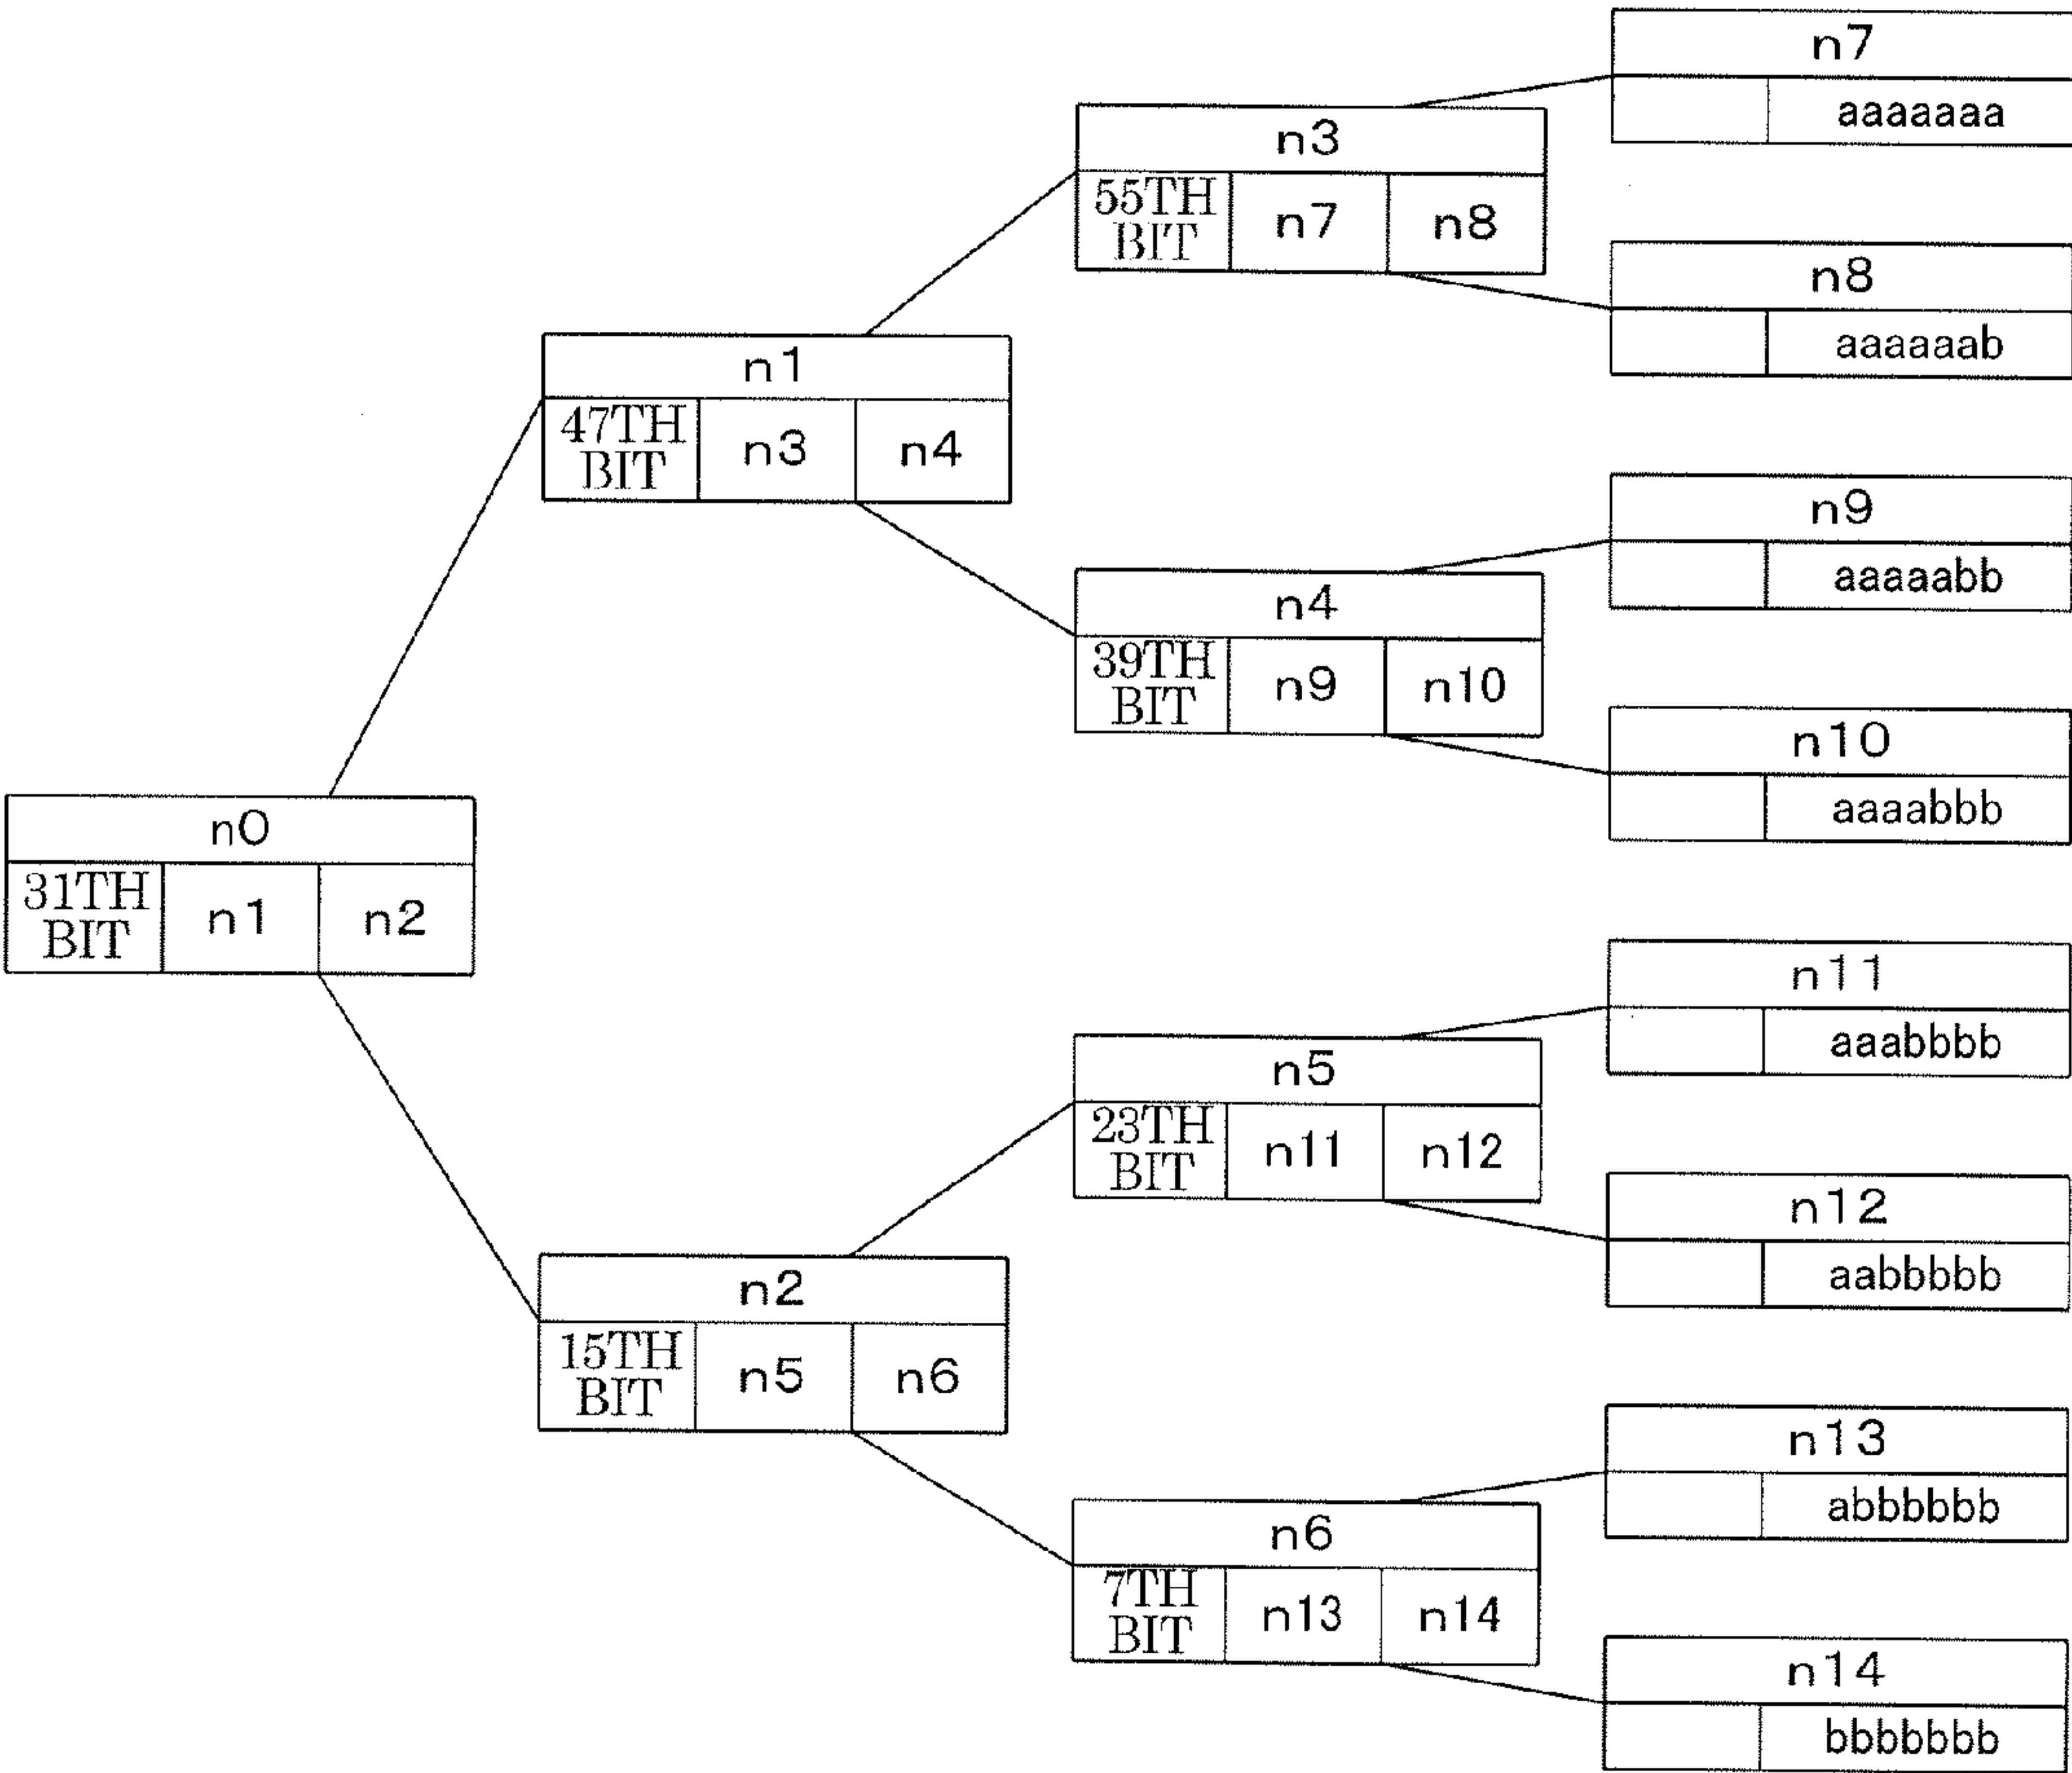 n0
31TH
BIT
n1
n2
n1
47TH
BIT
n3
n4
n2
15TH
BIT
n5
n6
n3
55TH
BIT
n7
n8
n4
39TH
BIT
n9
n10
n5
23TH
BIT
n11
n12
n6
7TH
BIT
n13
n14
n7
aaaaaaa
n8
aaaaaab
n9
aaaaabb
n10
aaaabbb
n11
aaabbbb
n12
aabbbbb
n13
abbbbbb
n14
bbbbbbb